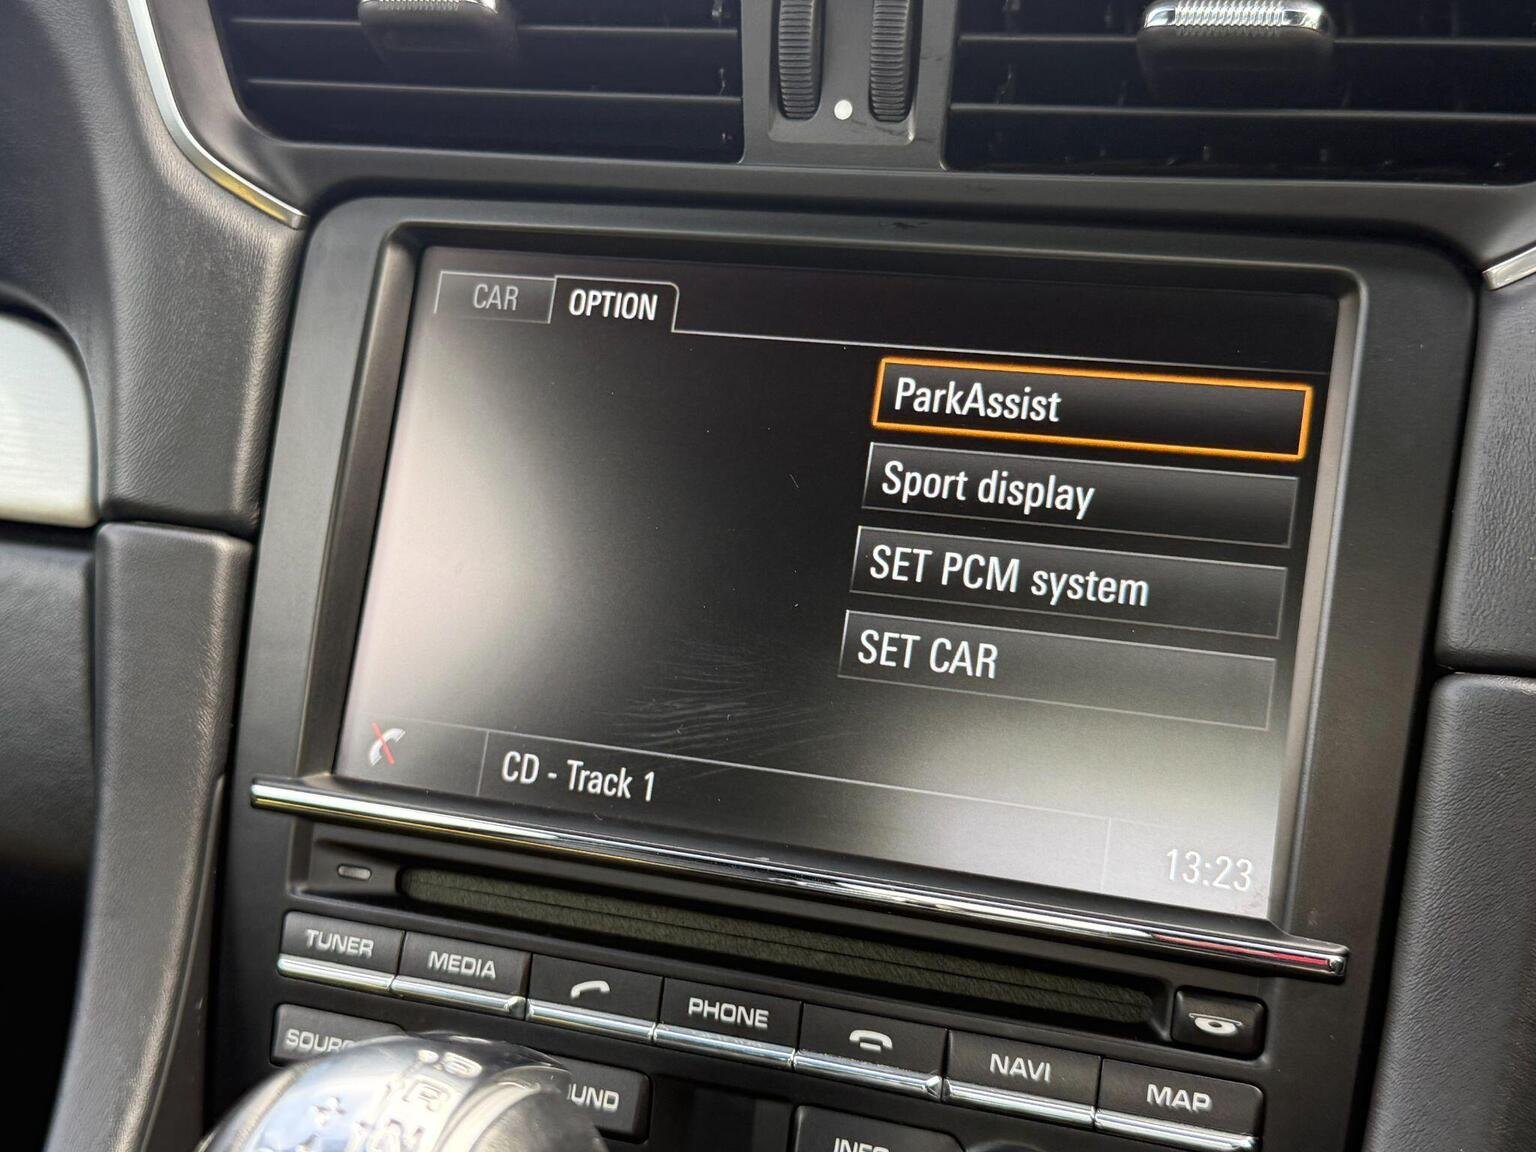 CAR
OPTION
ParkAssist
Sport display
SET PCM system
SET CAR
CD - Track 1
13:23
TUNER
MEDIA
PHONE
NAVI
MAP